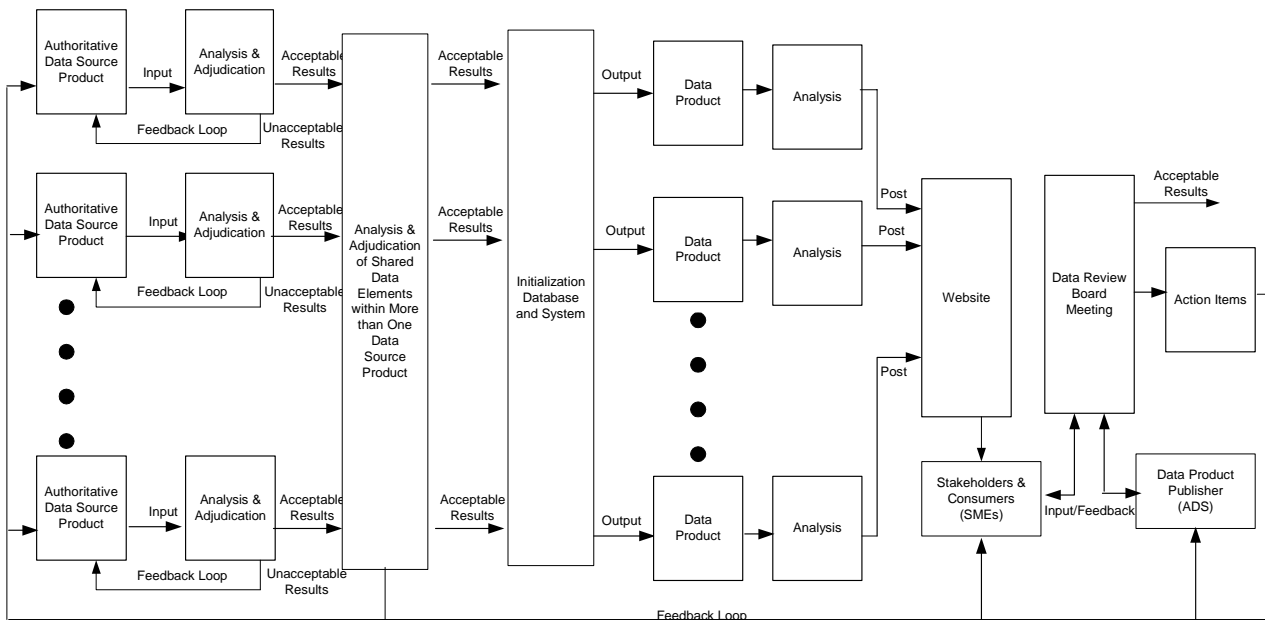 Authoritative
Data Source
Product
Input
Analysis &
Adjudication
Acceptable
Results
Feedback Loop
Unacceptable
Results
Authoritative
Data Source
Product
Input
Analysis &
Adjudication
Acceptable
Results
Feedback Loop
Unacceptable
Results
Authoritative
Data Source
Product
Input
Analysis &
Adjudication
Acceptable
Results
Feedback Loop
Unacceptable
Results
Analysis &
Adjudication
of Shared
Data
Elements
within More
than One
Data
Source
Product
Acceptable
Results
Acceptable
Results
Acceptable
Results
Initialization
Database
and System
Output
Data
Product
Analysis
Post
Output
Data
Product
Analysis
Post
Output
Data
Product
Analysis
Post
Website
Stakeholders &
Consumers
(SMEs)
Input/Feedback
Data Review
Board
Meeting
Acceptable
Results
Action Items
Data Product
Publisher
(ADS)
Feedback Loop